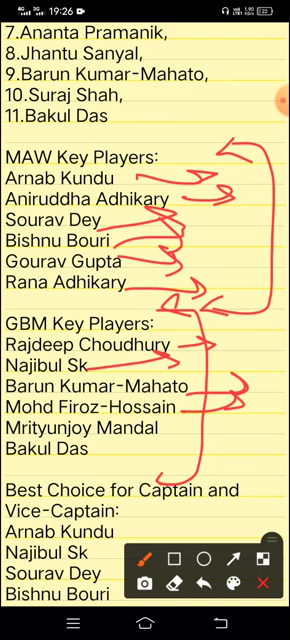 19:26
7.Ananta Pramanik,
8.Jhantu Sanyal,
9.Barun Kumar-Mahato,
10.Suraj Shah,
11.Bakul Das
MAW Key Players:
Arnab Kundu
Aniruddha Adhikary
Sourav Dey
Bishnu Bouri
Gourav Gupta
Rana Adhikary
GBM Key Players:
Rajdeep Choudhury
Najibul Sk
Barun Kumar-Mahato
Mohd Firoz-Hossain
Mrityunjoy Mandal
Bakul Das
Best Choice for Captain and
Vice-Captain:
Arnab Kundu
Najibul Sk
Sourav Dey
Bishnu Bouri